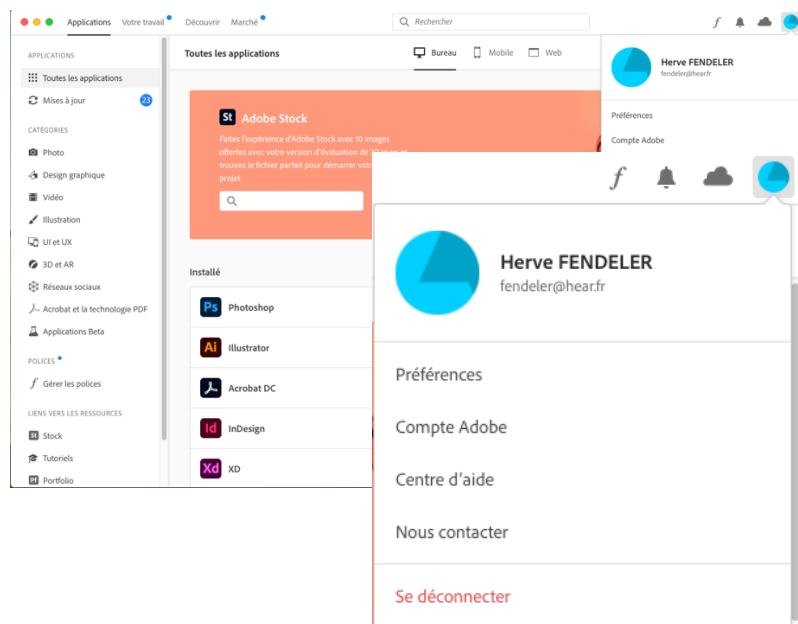 Applications Votre travail Découvrir Marché
Rechercher
f
APPLICATIONS
Toutes les applications
Mises à jour 23
CATÉGORIES
Photo
Design graphique
Vidéo
Illustration
UI et UX
3D et AR
Réseaux sociaux
Acrobat et la technologie PDF
Applications Beta
POLICES
f Gérer les polices
LIENS VERS LES RESSOURCES
St Stock
Tutoriels
Pf Portfolio
Toutes les applications
Bureau Mobile Web
St Adobe Stock
Faites l'expérience d'Adobe Stock avec 10 images
offertes avec votre version d'évaluation de
trouvez le fichier parfait pour démarrer
projet.
Installé
Ps Photoshop
Ai Illustrator
Acrobat DC
Id InDesign
Xd XD
Herve FENDELER
fendeler@hear.fr
Préférences
Compte Adobe
f
Herve FENDELER
fendeler@hear.fr
Préférences
Compte Adobe
Centre d'aide
Nous contacter
Se déconnecter